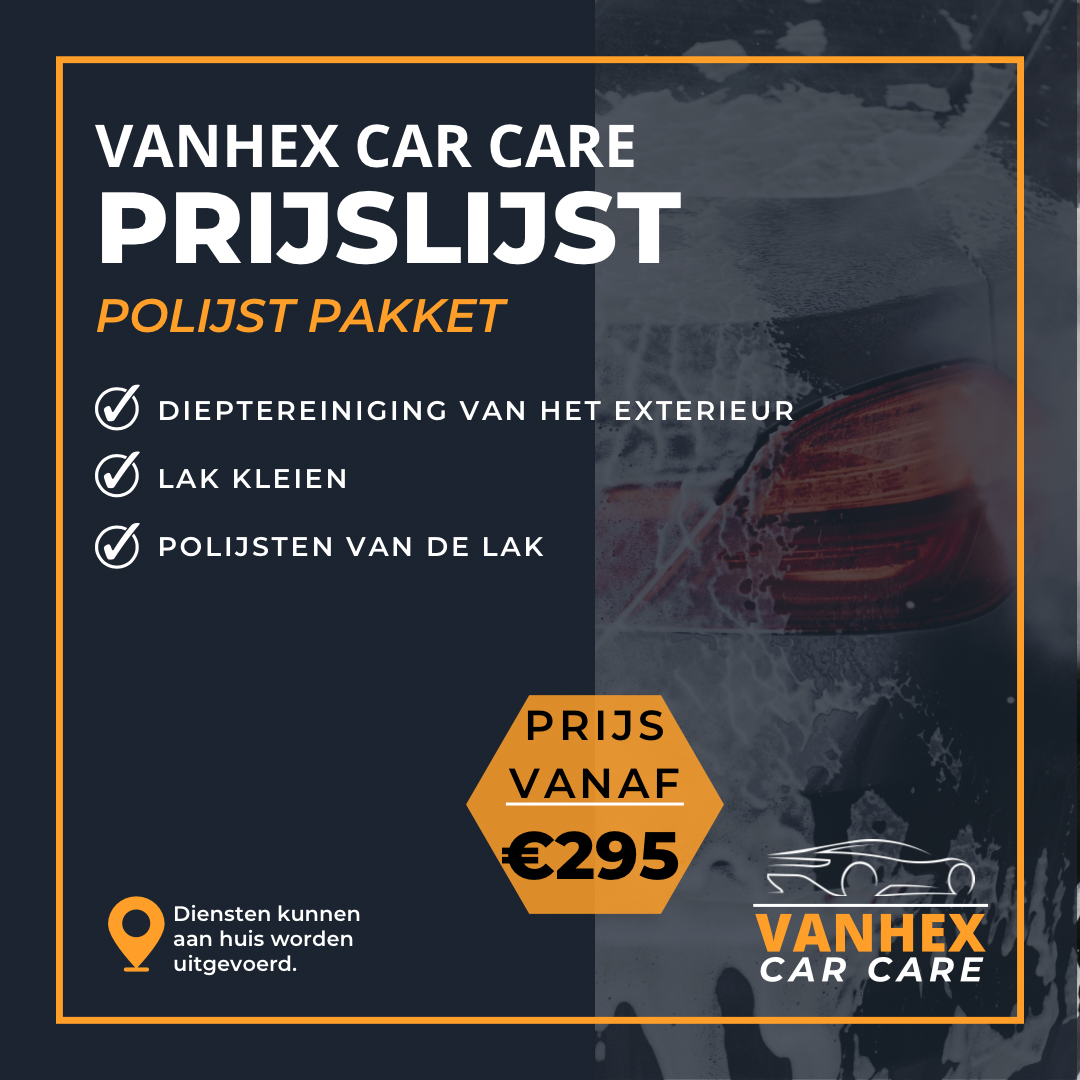 VANHEX CAR CARE
PRIJSLIJST
POLIJST PAKKET
DIEPTEREINIGING VAN HET EXTERIEUR
LAK KLEIEN
POLIJSTEN VAN DE LAK
PRIJS
VANAF
€295
Diensten kunnen
aan huis worden
uitgevoerd.
VANHEX
CAR CARE